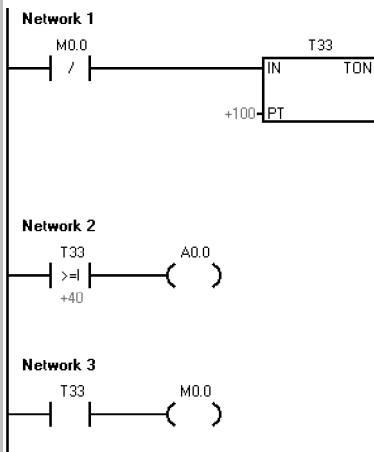 Network 1
M0.0
/
T33
IN TON
+100 PT
Network 2
T33
>=I
+40
A0.0
Network 3
T33
M0.0